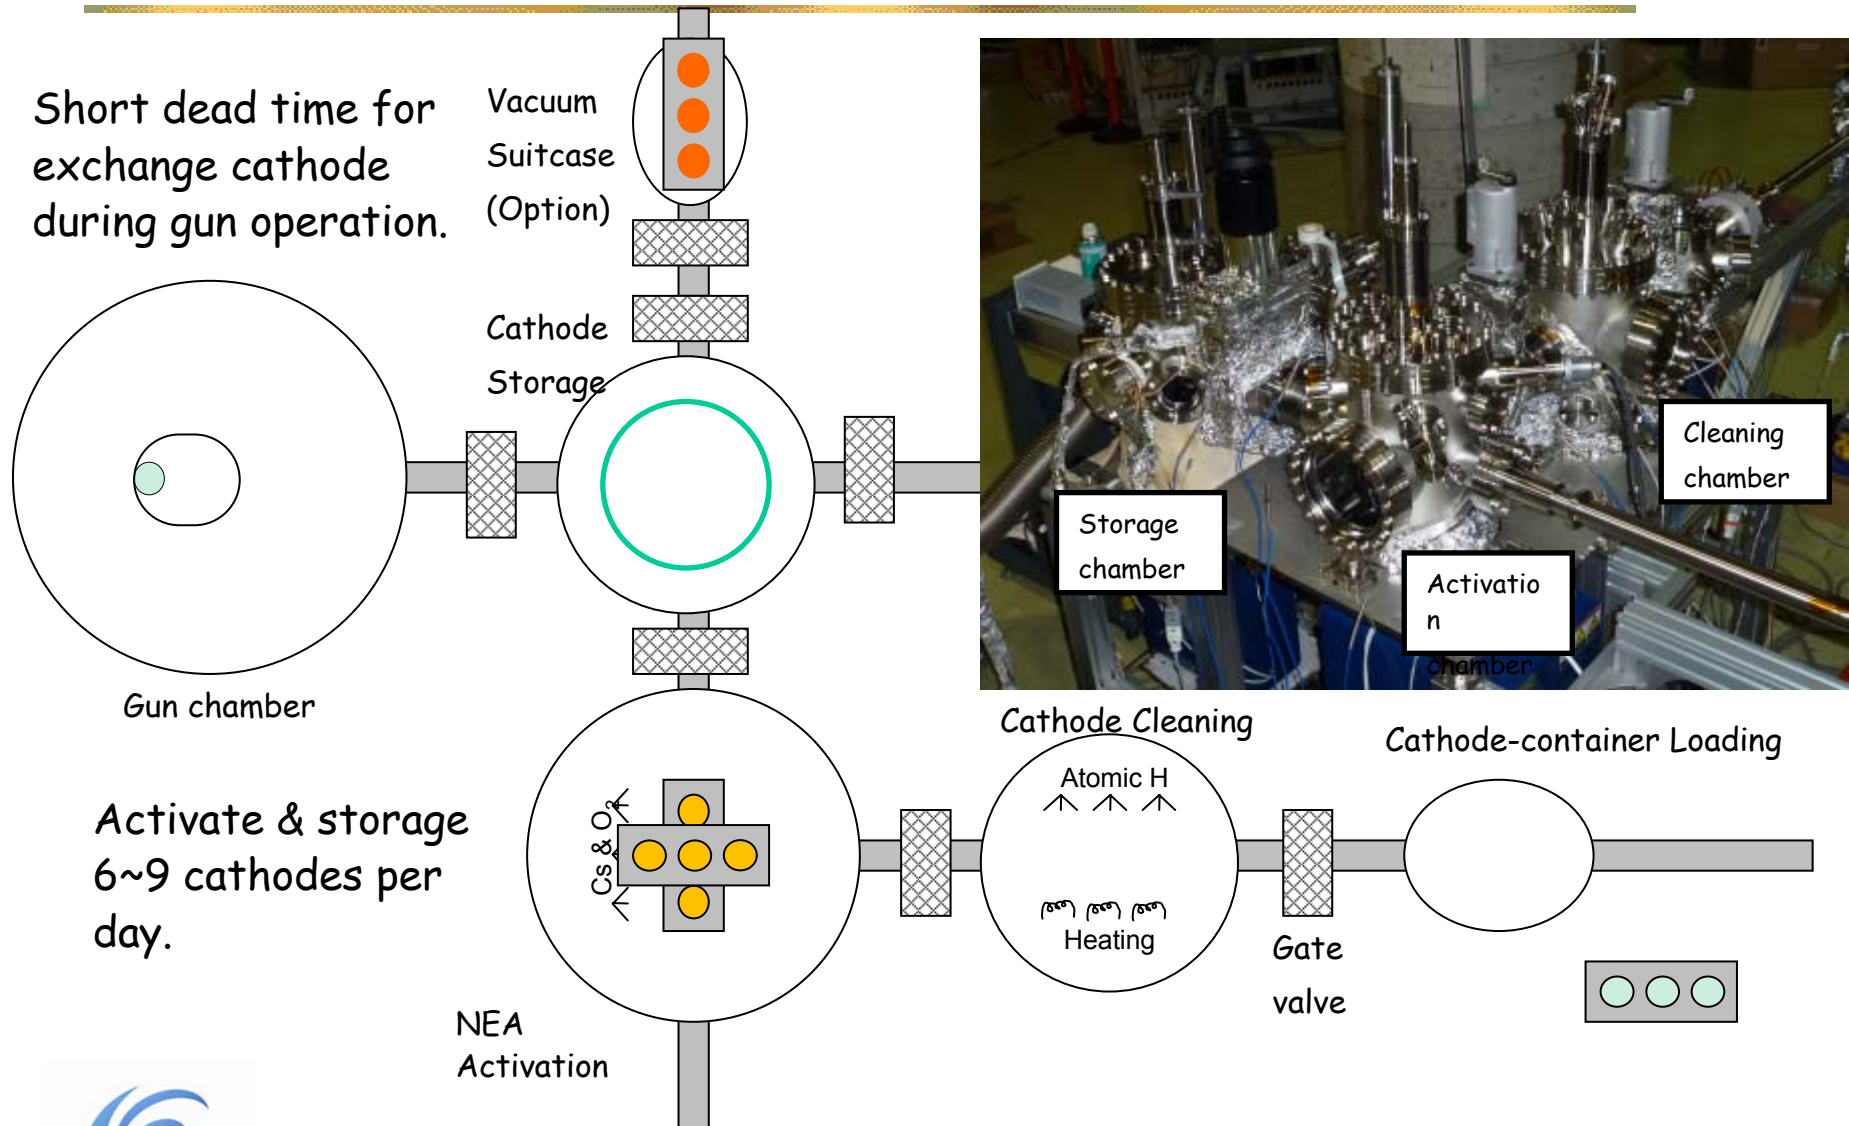 Short dead time for
exchange cathode
during gun operation.
Vacuum
Suitcase
(Option)
Cathode
Storage
Gun chamber
Storage
chamber
Activatio
n
chamber
Cleaning
chamber
Activate & storage
6~9 cathodes per
day.
Cs & O2
NEA
Activation
Cathode Cleaning
Atomic H
Heating
Gate
valve
Cathode-container Loading